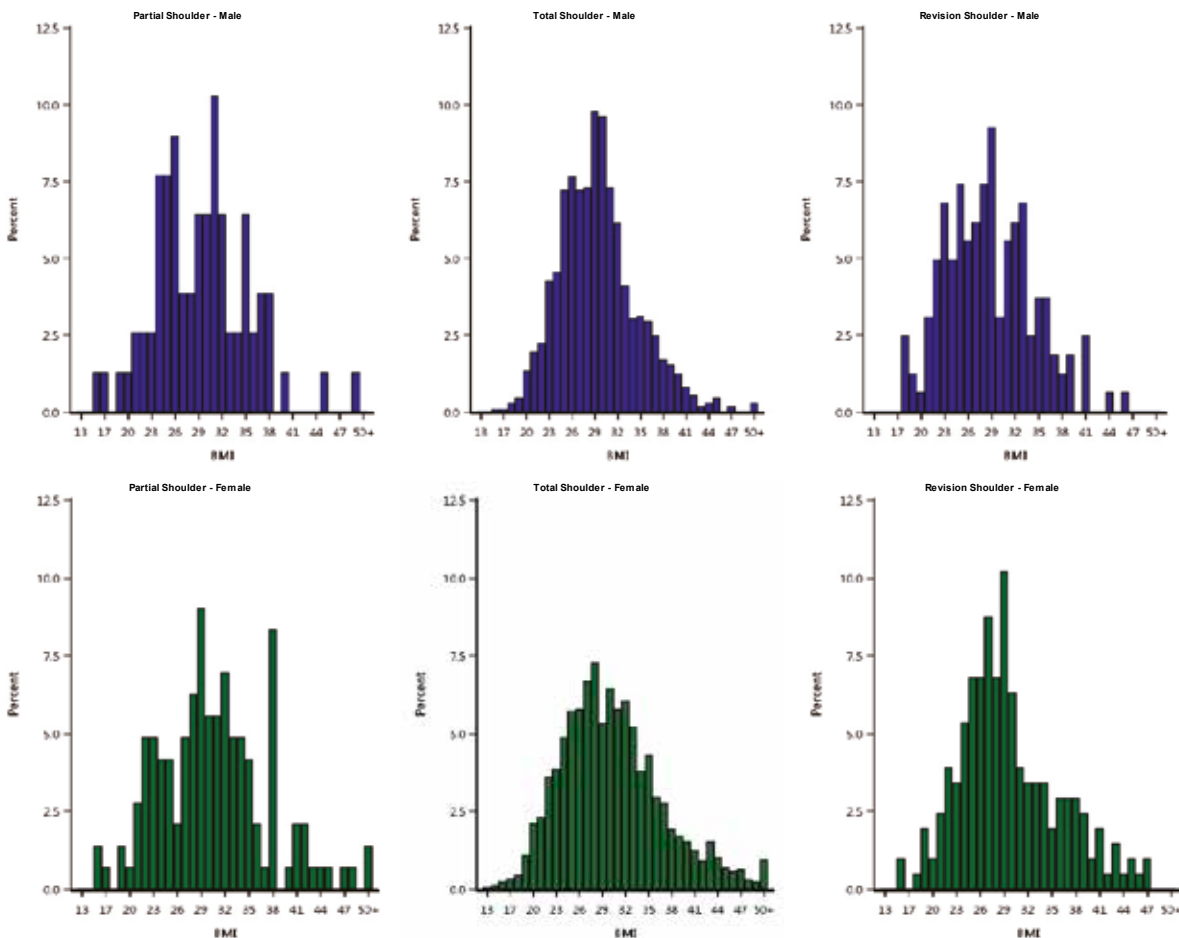 Partial Shoulder - Male
12.5
10.0
7.5
5.0
2.5
0.0
Percent
13 17 20 23 26 29 32 35 38 41 44 47 50+
BMI
Total Shoulder - Male
12.5
10.0
7.5
5.0
2.5
0.0
Percent
13 17 20 23 26 29 32 35 38 41 44 47 50+
BMI
Revision Shoulder - Male
12.5
10.0
7.5
5.0
2.5
0.0
Percent
13 17 20 23 26 29 32 35 38 41 44 47 50+
BMI
Partial Shoulder - Female
12.5
10.0
7.5
5.0
2.5
0.0
Percent
13 17 20 23 26 29 32 35 38 41 44 47 50+
BMI
Total Shoulder - Female
12.5
10.0
7.5
5.0
2.5
0.0
Percent
13 17 20 23 26 29 32 35 38 41 44 47 50+
BMI
Revision Shoulder - Female
12.5
10.0
7.5
5.0
2.5
0.0
Percent
13 17 20 23 26 29 32 35 38 41 44 47 50+
BMI